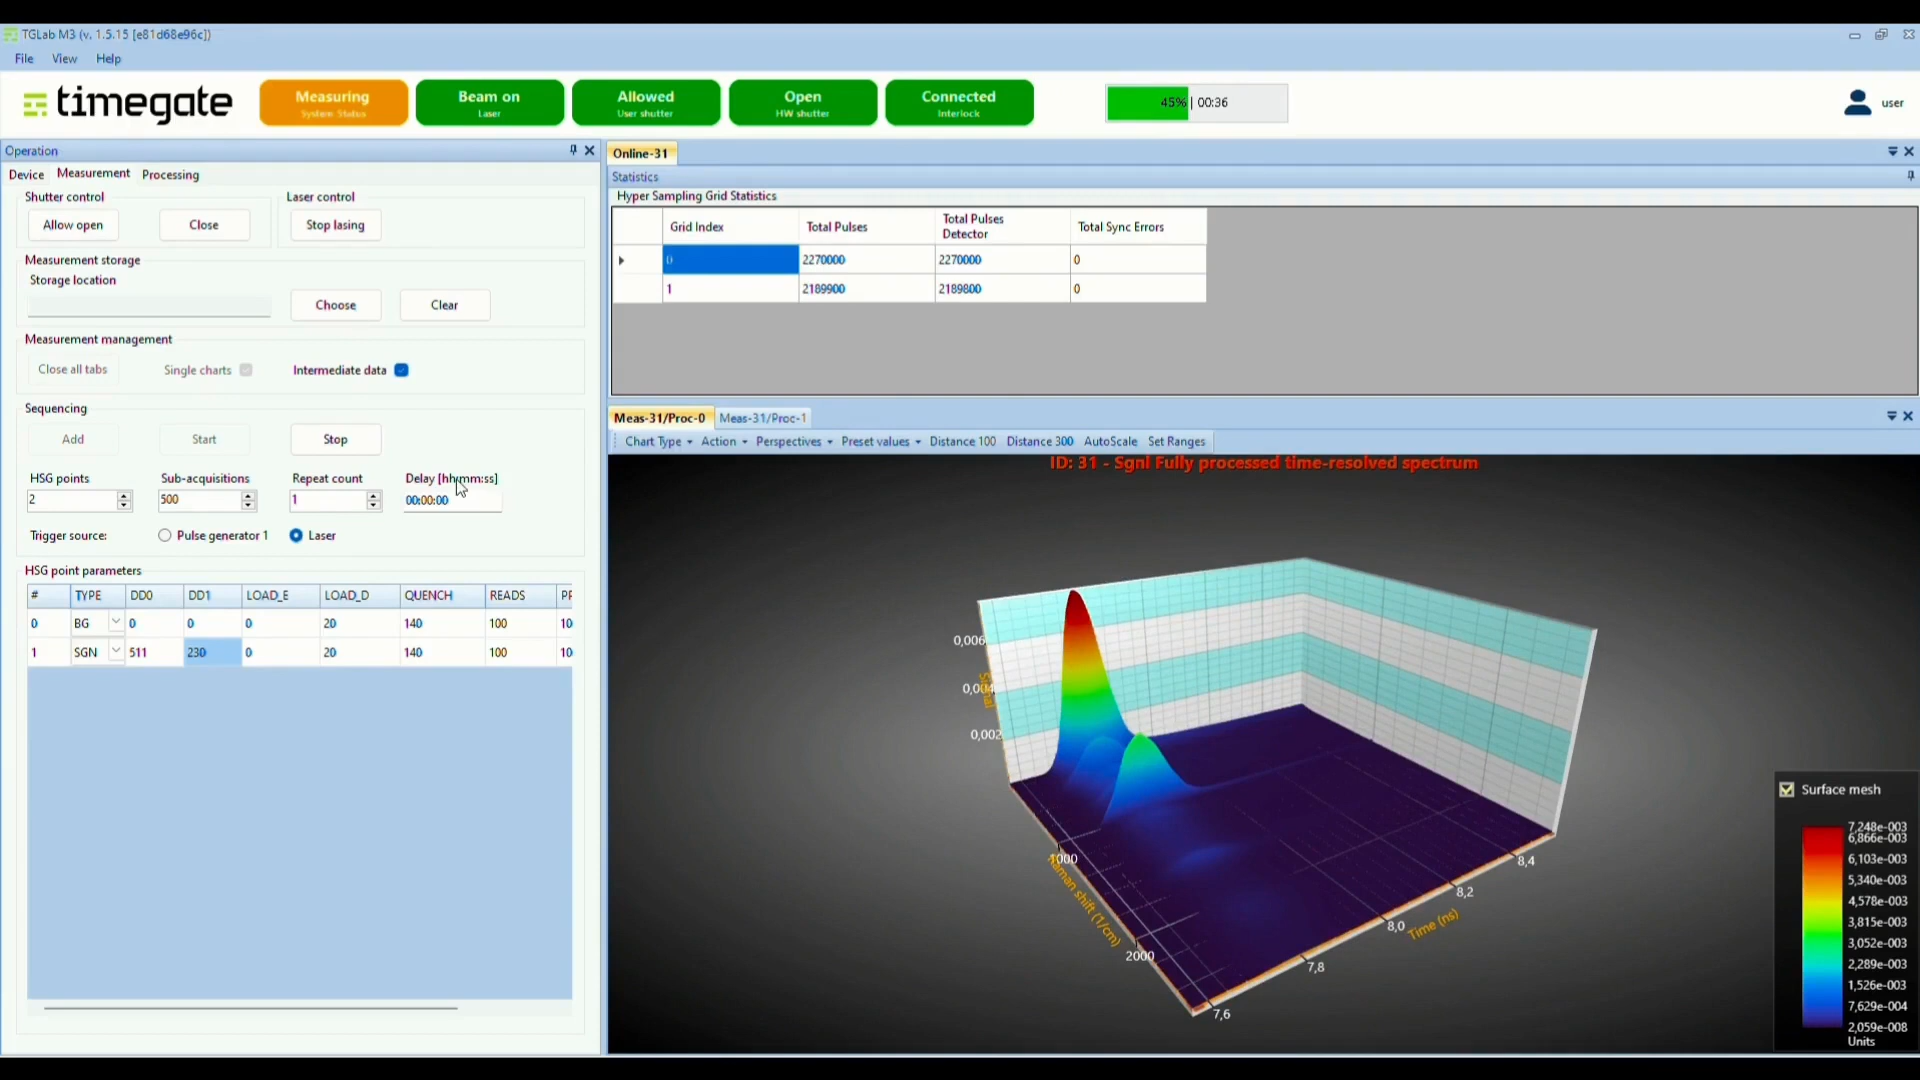 TGLab M3 (v. 1.5.15 [e81d68e96c])
File View Help
timegate
Measuring
System Status
Beam on
Laser
Allowed
User shutter
Open
HW shutter
Connected
Interlock
45% | 00:36
user
Operation
Device Measurement Processing
Shutter control
Allow open Close
Laser control
Stop lasing
Measurement storage
Storage location
Choose Clear
Measurement management
Close all tabs Single charts Intermediate data
Sequencing
Add Start Stop
HSG points Sub-acquisitions Repeat count Delay [hh:mm:ss]
2 500 1 00:00:00
Trigger source: Pulse generator 1 Laser
HSG point parameters
# TYPE DD0 DD1 LOAD_E LOAD_D QUENCH READS
0 BG 0 0 0 20 140 100 10
1 SGN 511 230 0 20 140 100 10
Online-31
Statistics
Hyper Sampling Grid Statistics
Grid Index Total Pulses Total Pulses Detector Total Sync Errors
0 2270000 2270000 0
1 2189900 2189800 0
Meas-31/Proc-0 Meas-31/Proc-1
Chart Type Action Perspectives Preset values Distance 100 Distance 300 AutoScale Set Ranges
ID: 31 - Sgnl Fully processed time-resolved spectrum
0,006
0,004
0,002
Signal
1000
2000
Raman shift (1/cm)
7,6
7,8
8,0
8,2
8,4
Time (ns)
Surface mesh
7,248e-003
6,866e-003
6,103e-003
5,340e-003
4,578e-003
3,815e-003
3,052e-003
2,289e-003
1,526e-003
7,629e-004
2,059e-008
Units